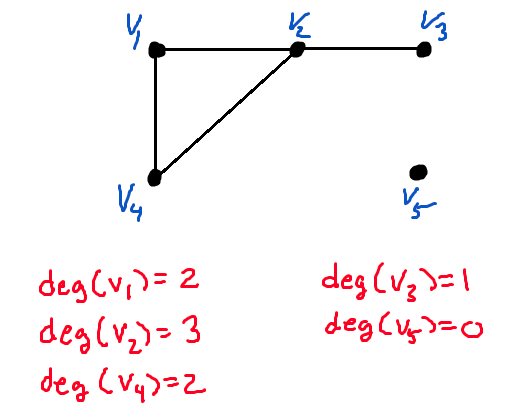 V₁ V₂ V₃
V₄ V₅
deg(v₁)=2
deg(v₂)=3
deg(v₄)=2
deg(v₃)=1
deg(v₅)=0